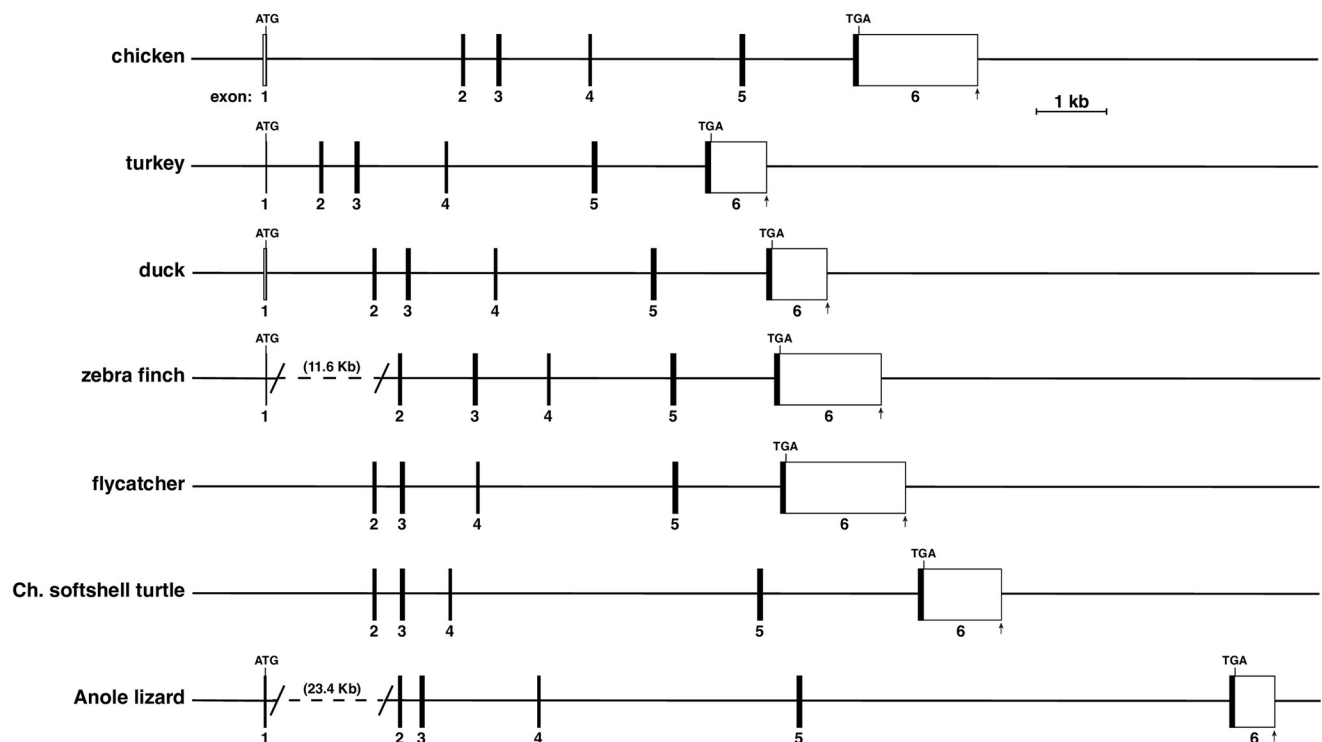 ATG TGA
chicken
exon: 1 2 3 4 5 6
1 kb
ATG TGA
turkey
1 2 3 4 5 6
ATG TGA
duck
1 2 3 4 5 6
ATG TGA
(11.6 Kb)
zebra finch
1 2 3 4 5 6
TGA
flycatcher
2 3 4 5 6
TGA
Ch. softshell turtle
2 3 4 5 6
ATG TGA
(23.4 Kb)
Anole lizard
1 2 3 4 5 6